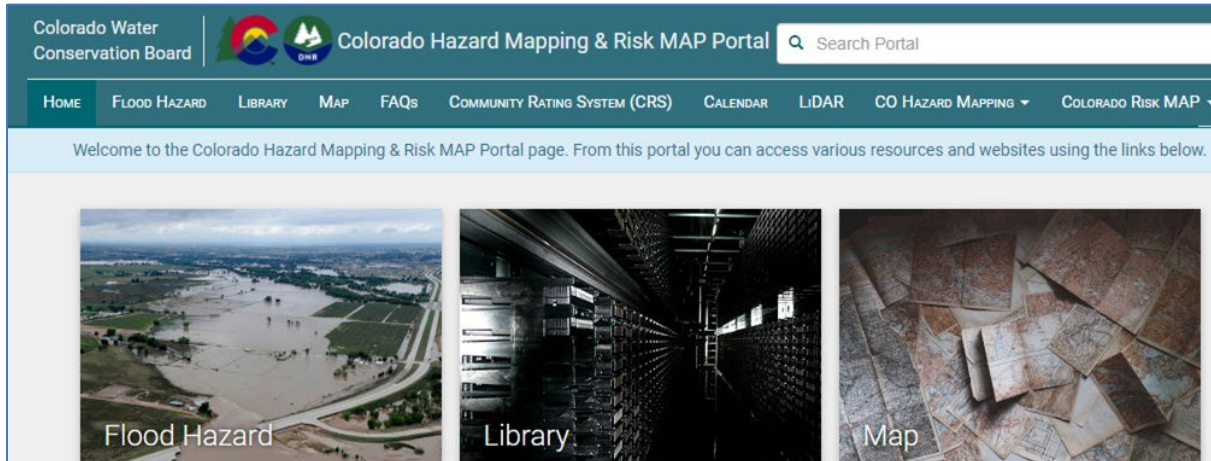 Colorado Water
Conservation Board
DNR
Colorado Hazard Mapping & Risk MAP Portal
Search Portal
HOME FLOOD HAZARD LIBRARY MAP FAQs COMMUNITY RATING SYSTEM (CRS) CALENDAR LiDAR CO HAZARD MAPPING COLORADO RISK MAP
Welcome to the Colorado Hazard Mapping & Risk MAP Portal page. From this portal you can access various resources and websites using the links below.
Flood Hazard
Library
Map